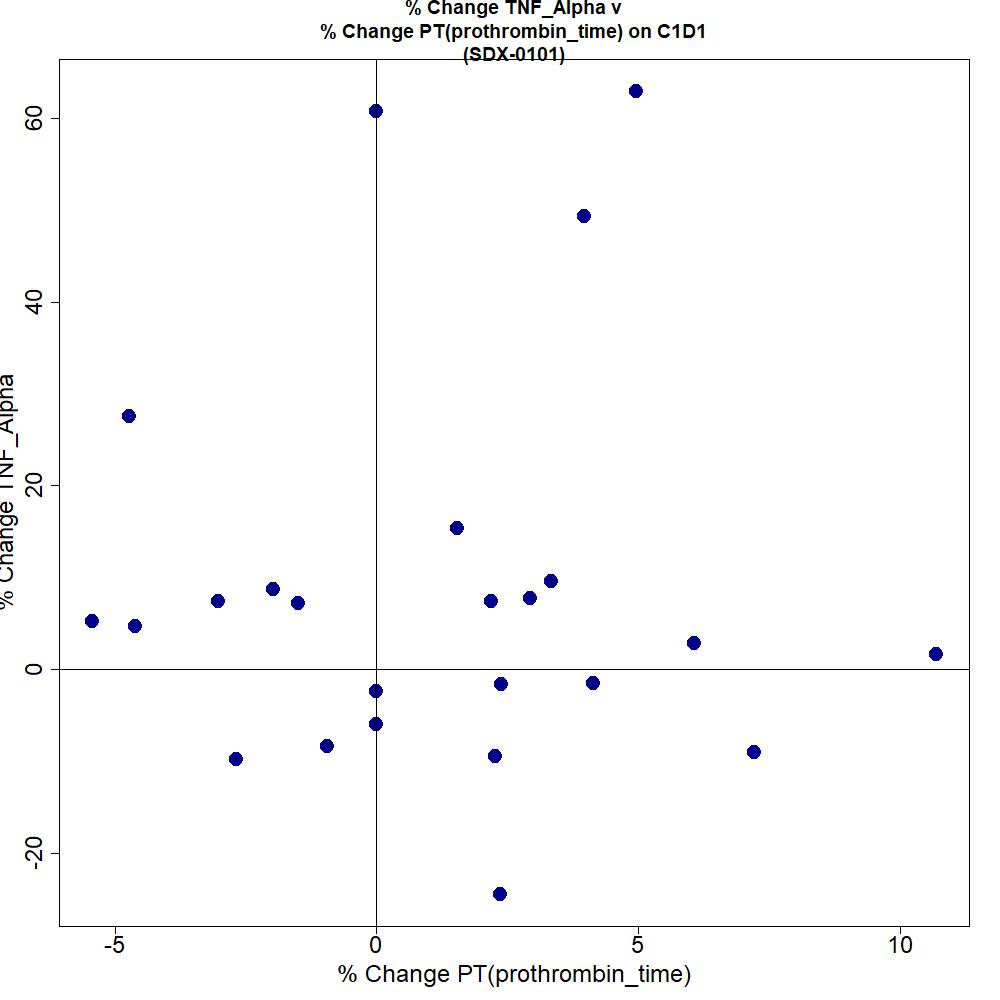 % Change TNF_Alpha v
% Change PT(prothrombin_time) on C1D1
(SDX-0101)
% Change TNF_Alpha
60
40
20
0
-20
-5
0
5
10
% Change PT(prothrombin_time)